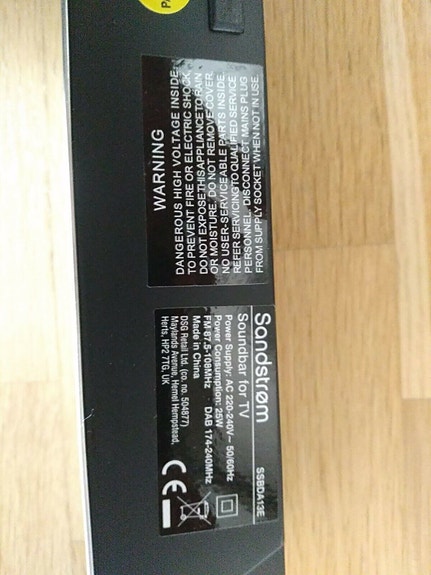 WARNING
DANGEROUS HIGH VOLTAGE INSIDE.
TO PREVENT FIRE OR ELECTRIC SHOCK,
DO NOT EXPOSE THIS APPLIANCE TO RAIN
OR MOISTURE. DO NOT REMOVE COVER.
NO USER-SERVICEABLE PARTS INSIDE.
REFER SERVICING TO QUALIFIED SERVICE
PERSONNEL. DISCONNECT MAINS PLUG
FROM SUPPLY SOCKET WHEN NOT IN USE.
Sandstrøm SSBDA13E
Soundbar for TV
Power Supply: AC 220-240V~ 50/60Hz
Power Consumption: 25W
FM 87.5-108MHz DAB 174-240MHz
Made in China
DSG Retail Ltd. (co. no. 504877)
Maylands Avenue, Hemel Hempstead,
Herts, HP2 7TG. UK
CE